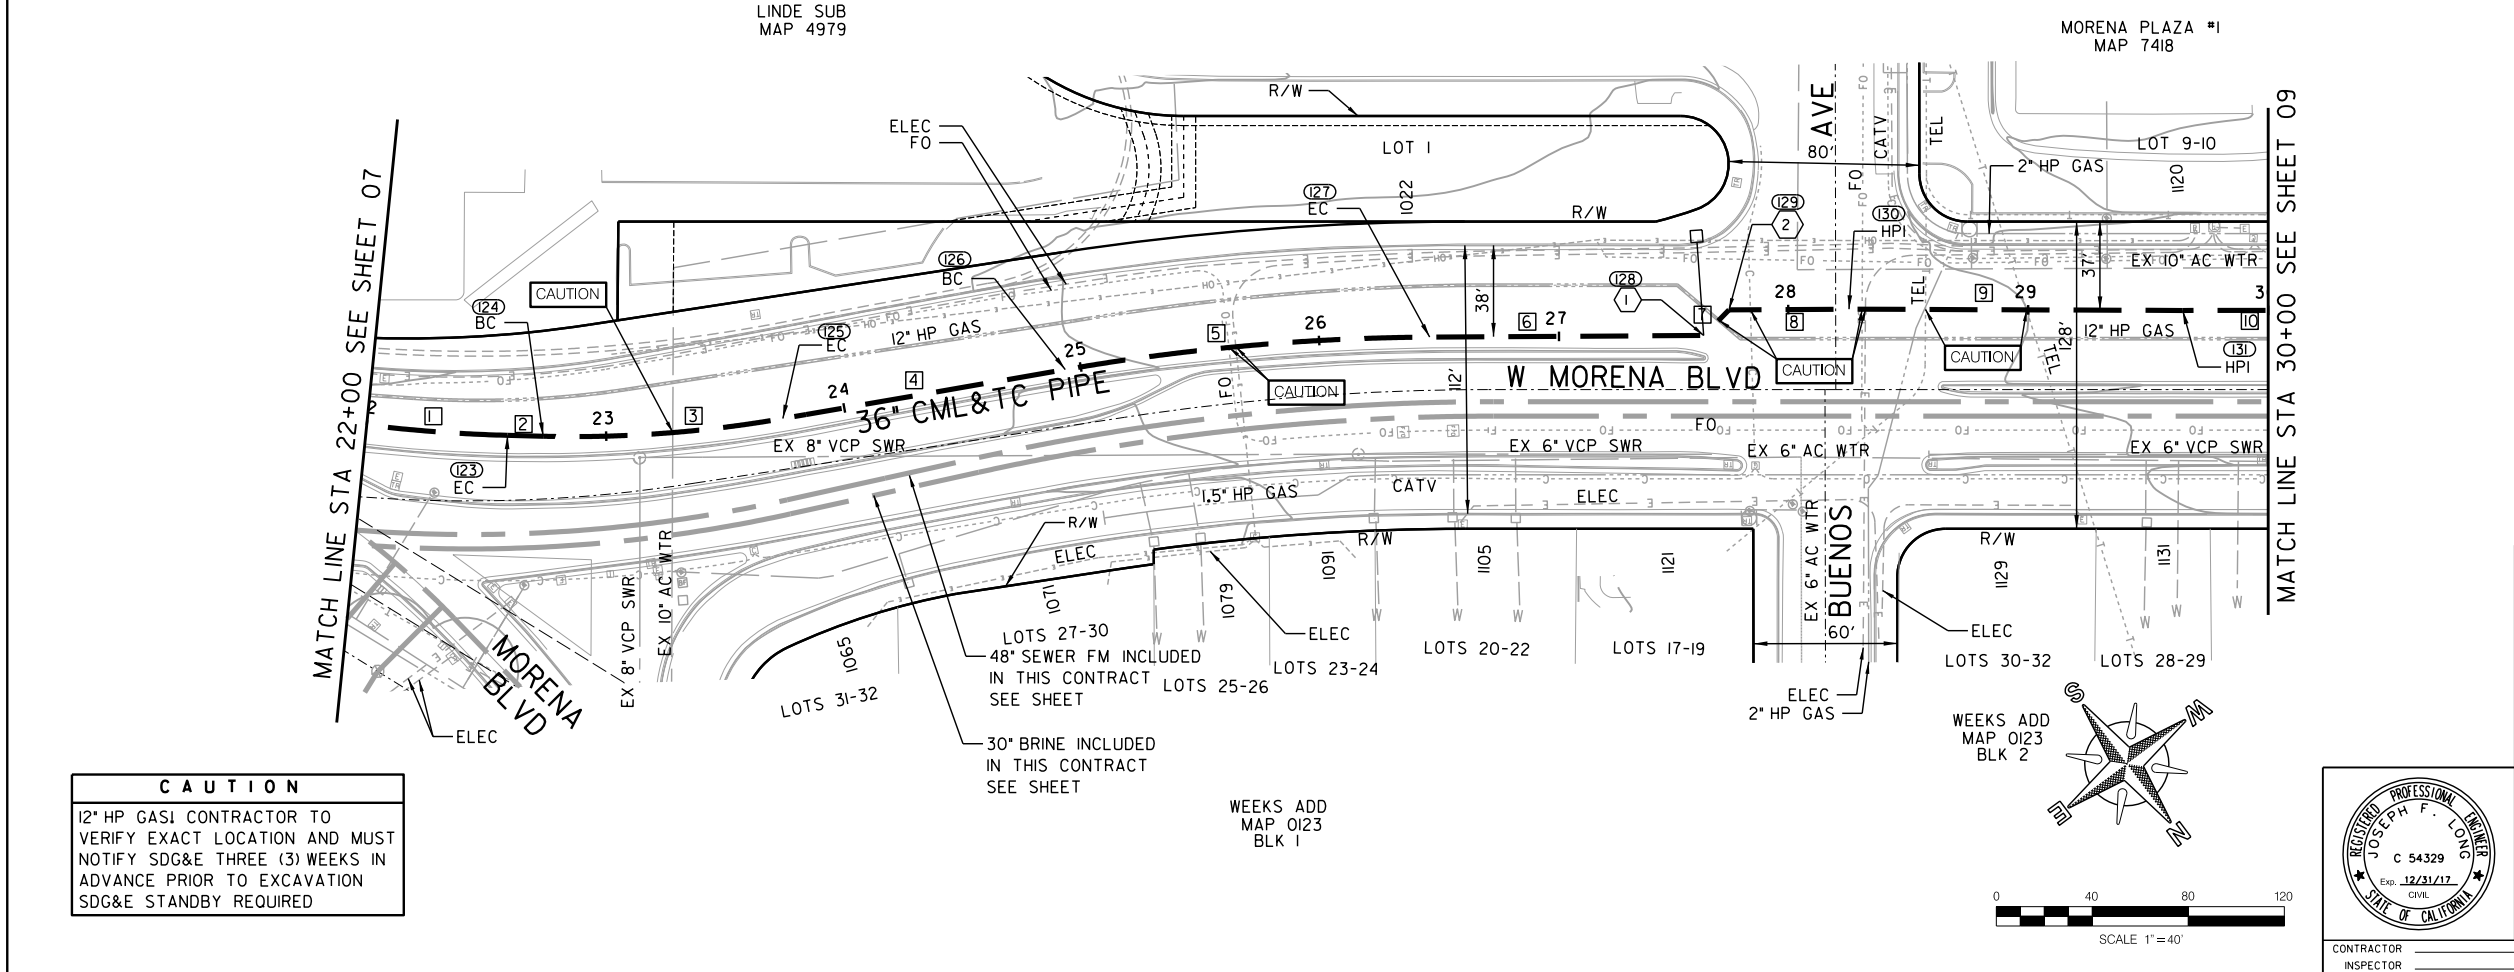 LINDE SUB
MAP 4979
MORENA PLAZA #1
MAP 7418
MATCH LINE STA 22+00 SEE SHEET 07
MATCH LINE STA 30+00 SEE SHEET 09
R/W
ELEC
FO
LOT 1
1022
R/W
80'
AVE
FO
CATV
TEL
2" HP GAS
LOT 9-10
1120
124
BC
CAUTION
126
BC
127
EC
128
1
129
2
130
HPI
EX 10" AC WTR
37'
125
EC
12" HP GAS
38'
112'
128'
1
2
23
3
24
4
25
5
26
6
27
7
28
8
9
29
10
3
TEL
12" HP GAS
131
HPI
TEL
CAUTION
CAUTION
CAUTION
36" CML&TC PIPE
W MORENA BLVD
FO
FO
123
EC
EX 8" VCP SWR
EX 6" VCP SWR
EX 6" AC WTR
EX 6" VCP SWR
1.5" HP GAS
CATV
ELEC
R/W
ELEC
R/W
R/W
EX 8" VCP SWR
EX 10" AC WTR
EX 6" AC WTR
BUENOS
60'
1065
1071
1079
1091
1105
1121
1129
1131
MORENA
BLVD
ELEC
LOTS 31-32
LOTS 27-30
LOTS 25-26
LOTS 23-24
LOTS 20-22
LOTS 17-19
LOTS 30-32
LOTS 28-29
ELEC
ELEC
48" SEWER FM INCLUDED
IN THIS CONTRACT
SEE SHEET
30" BRINE INCLUDED
IN THIS CONTRACT
SEE SHEET
ELEC
2" HP GAS
WEEKS ADD
MAP 0123
BLK 2
WEEKS ADD
MAP 0123
BLK 1
S
W
E
N
CAUTION
12" HP GAS! CONTRACTOR TO
VERIFY EXACT LOCATION AND MUST
NOTIFY SDG&E THREE (3) WEEKS IN
ADVANCE PRIOR TO EXCAVATION
SDG&E STANDBY REQUIRED
0 40 80 120
SCALE 1"=40'
REGISTERED PROFESSIONAL ENGINEER
JOSEPH F. LONG
C 54329
Exp. 12/31/17
CIVIL
STATE OF CALIFORNIA
CONTRACTOR
INSPECTOR